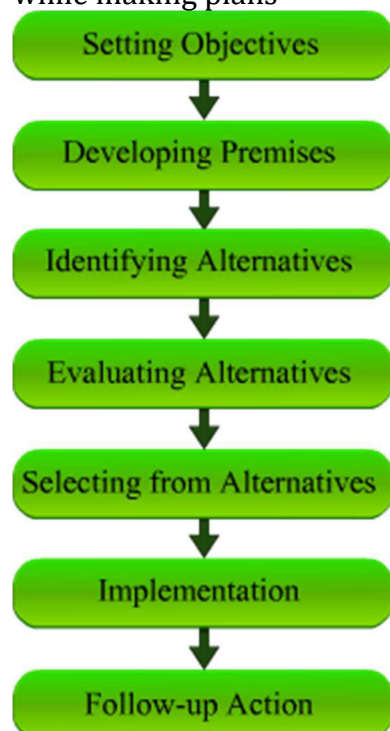 while making plans
Setting Objectives
Developing Premises
Identifying Alternatives
Evaluating Alternatives
Selecting from Alternatives
Implementation
Follow-up Action